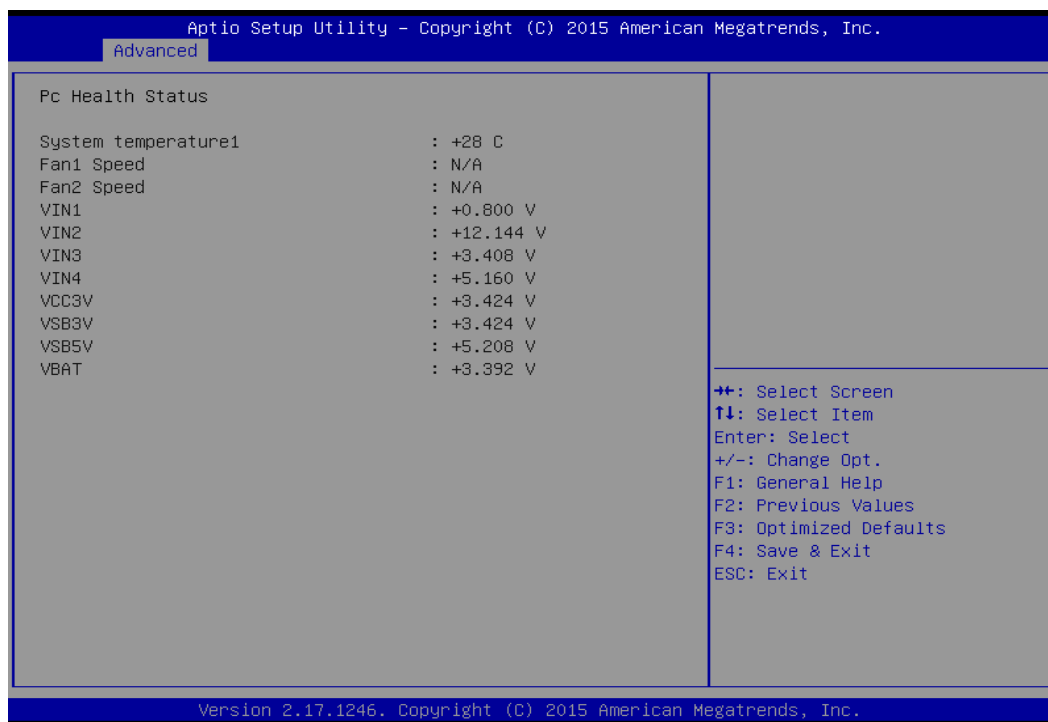 Aptio Setup Utility – Copyright (C) 2015 American Megatrends, Inc.
Advanced
Pc Health Status
System temperature1 : +28 C
Fan1 Speed : N/A
Fan2 Speed : N/A
VIN1 : +0.800 V
VIN2 : +12.144 V
VIN3 : +3.408 V
VIN4 : +5.160 V
VCC3V : +3.424 V
VSB3V : +3.424 V
VSB5V : +5.208 V
VBAT : +3.392 V
→←: Select Screen
↑↓: Select Item
Enter: Select
+/-: Change Opt.
F1: General Help
F2: Previous Values
F3: Optimized Defaults
F4: Save & Exit
ESC: Exit
Version 2.17.1246. Copyright (C) 2015 American Megatrends, Inc.